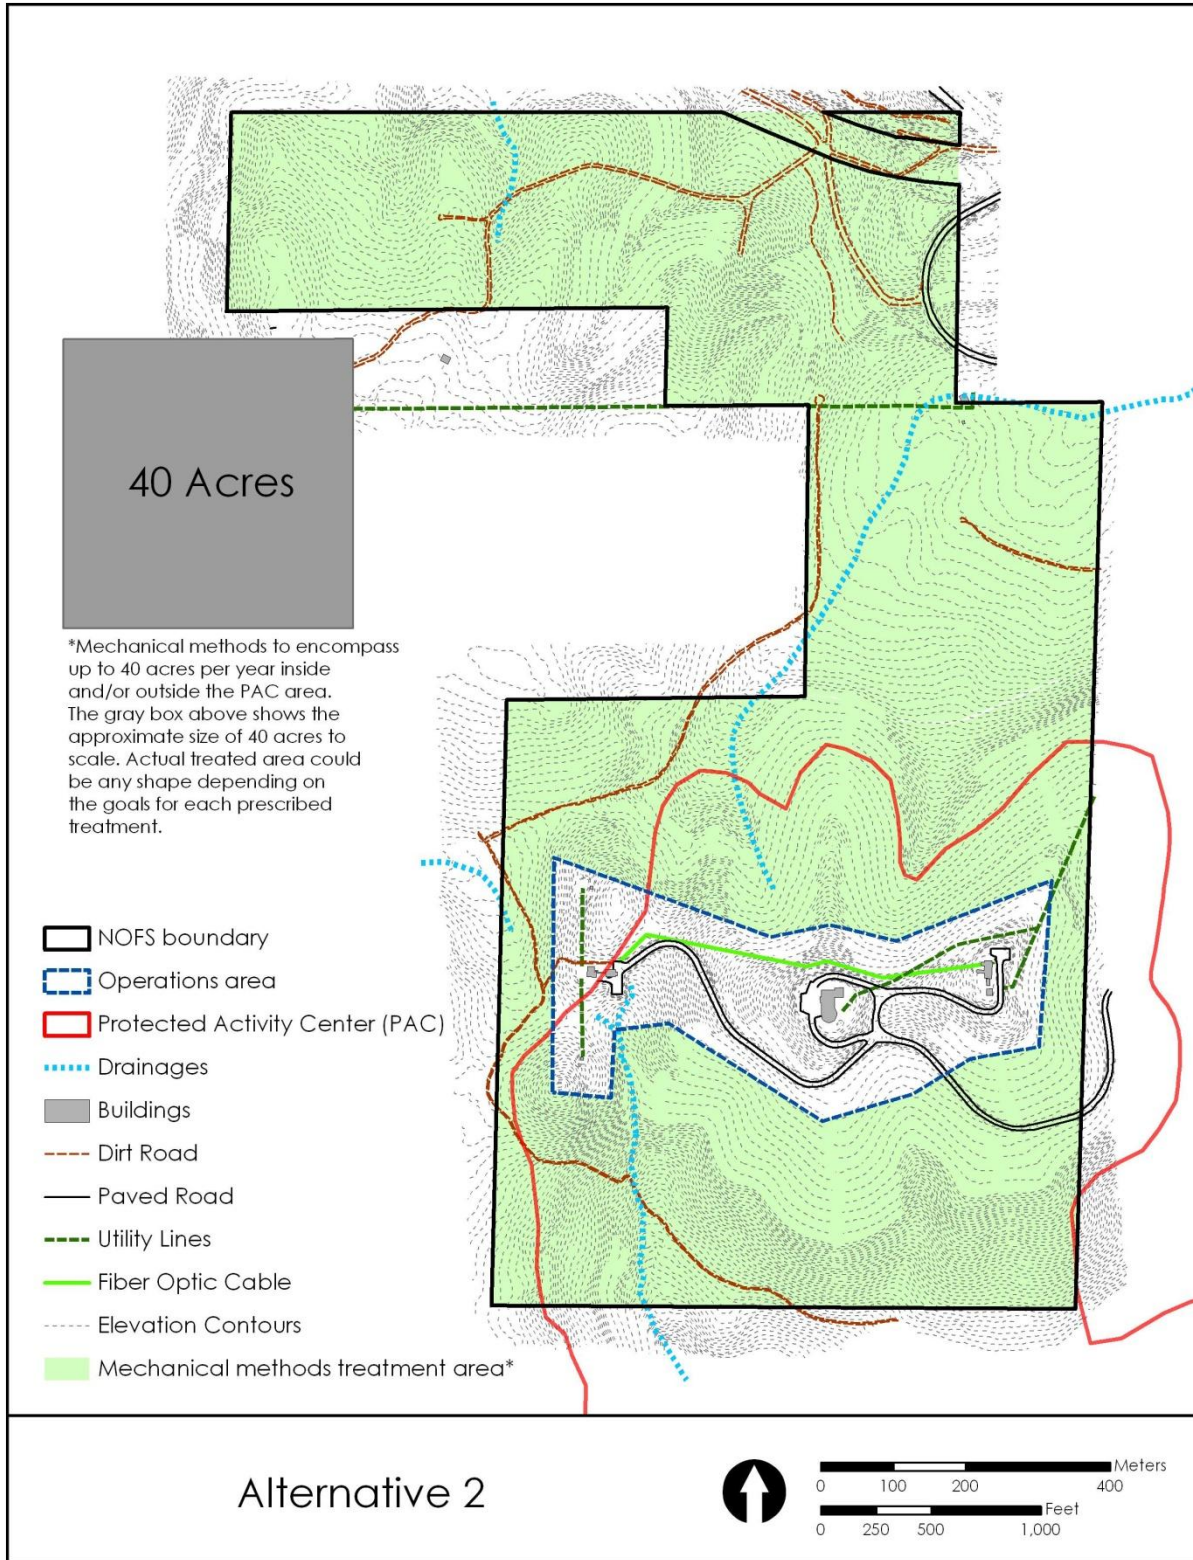 40 Acres
*Mechanical methods to encompass
up to 40 acres per year inside
and/or outside the PAC area.
The gray box above shows the
approximate size of 40 acres to
scale. Actual treated area could
be any shape depending on
the goals for each prescribed
treatment.
NOFS boundary
Operations area
Protected Activity Center (PAC)
Drainages
Buildings
Dirt Road
Paved Road
Utility Lines
Fiber Optic Cable
Elevation Contours
Mechanical methods treatment area*
Alternative 2
Meters
0 100 200 400
Feet
0 250 500 1,000